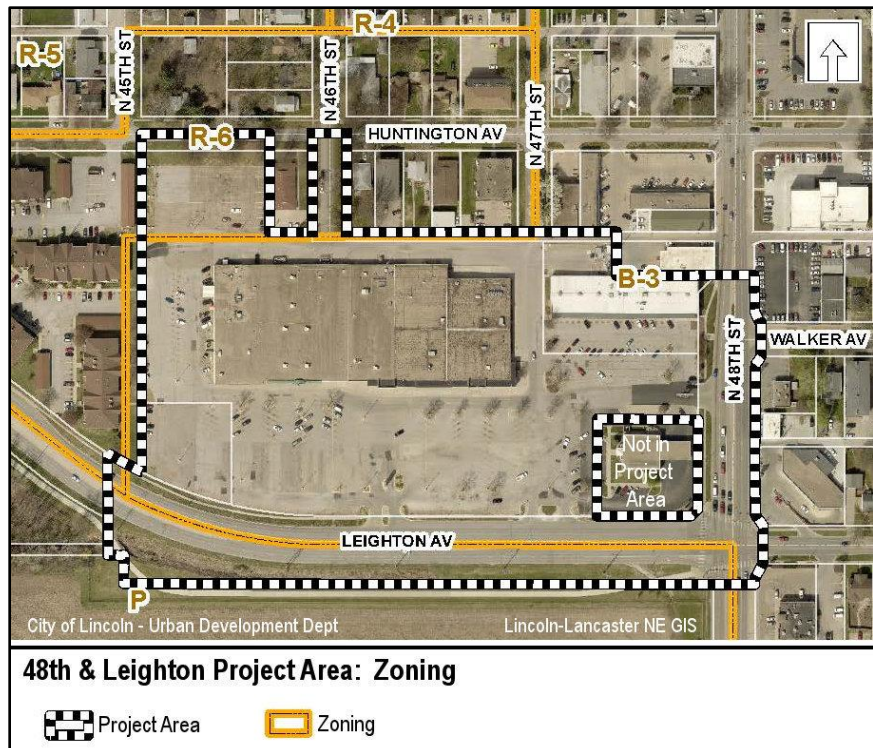 R-4
R-5
N 45TH ST
N 46TH ST
N 47TH ST
R-6
HUNTINGTON AV
B-3
N 48TH ST
WALKER AV
Not in
Project
Area
LEIGHTON AV
P
City of Lincoln - Urban Development Dept
Lincoln-Lancaster NE GIS
48th & Leighton Project Area: Zoning
Project Area
Zoning